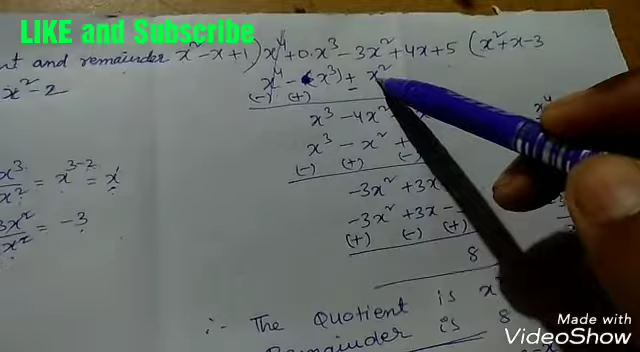 LIKE and Subscribe
nt and remainder x²-x+1)x⁴+0.x³-3x²+4x+5 (x²+x-3
x²-2
x⁴ - x³ + x²
(-) (+) -
x³ - 4x²
x³ - x² +
(-) (+) (-)
x³/x² = x³⁻² = x
-3x² + 3x
3x²/x² = -3
-3x² + 3x -
(+) (-) (+)
8
∴ The Quotient is x
Remainder is 8
Made with
VideoShow